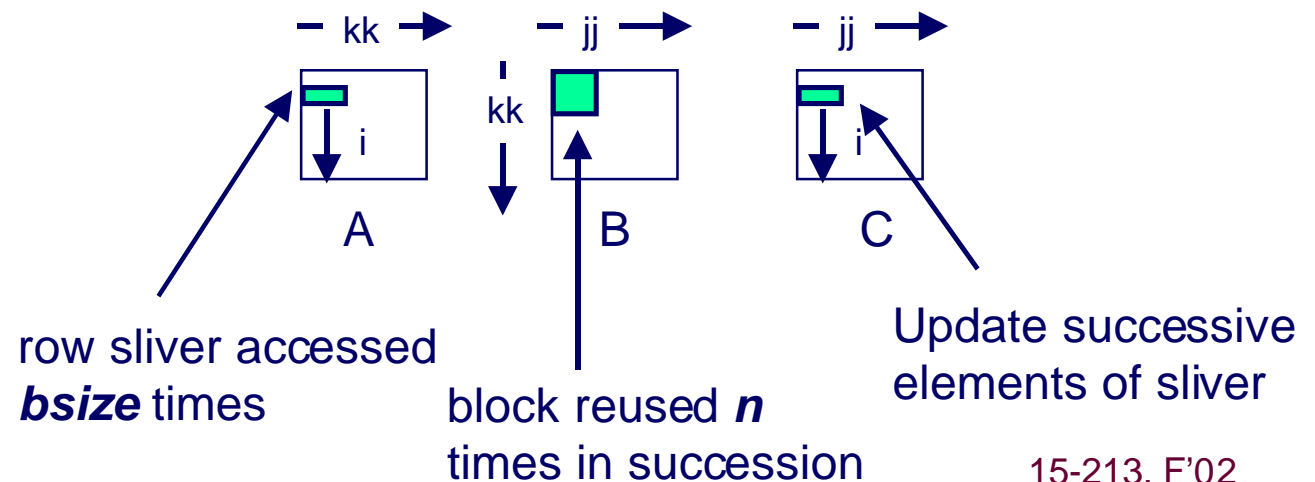 kk
jj
jj
kk
i
i
A
B
C
row sliver accessed
bsize times
block reused n
times in succession
Update successive
elements of sliver
15-213, F'02